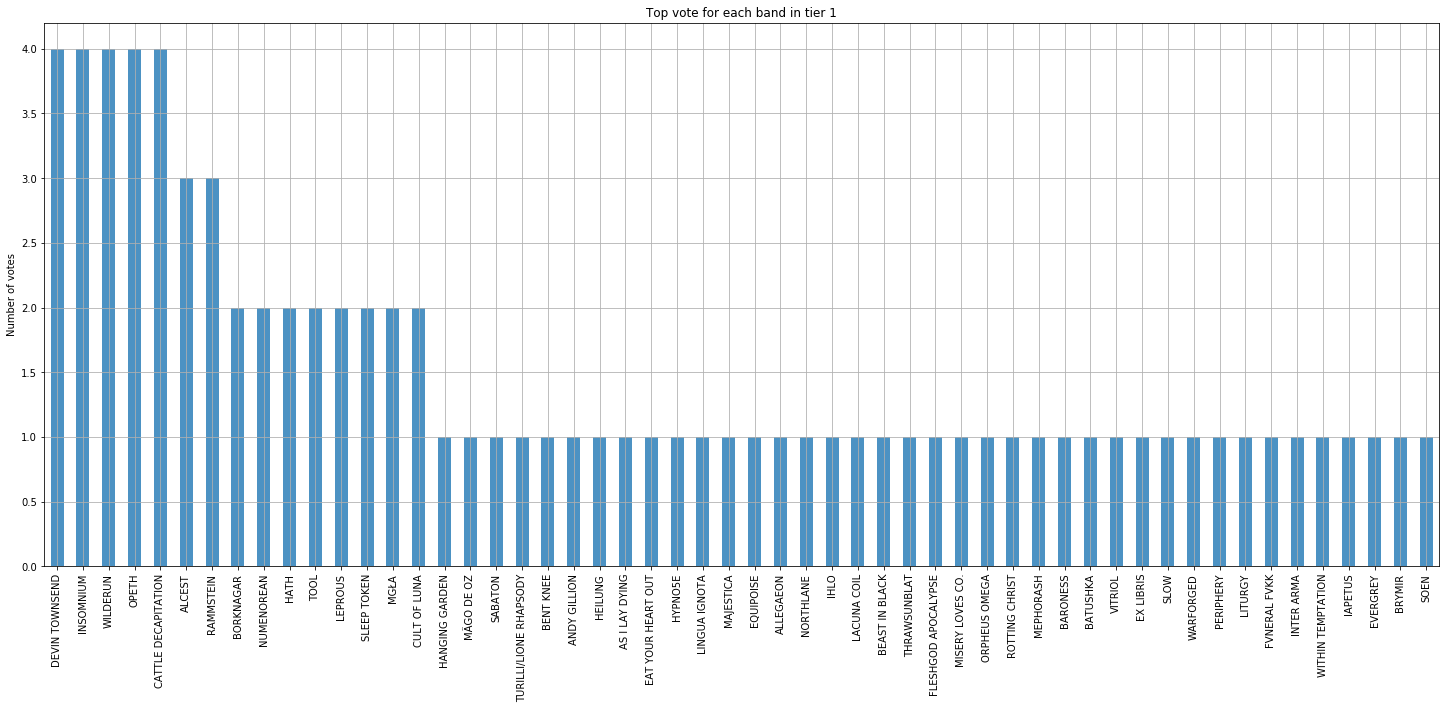 Top vote for each band in tier 1
Number of votes
4.0
3.5
3.0
2.5
2.0
1.5
1.0
0.5
0.0
DEVIN TOWNSEND
INSOMNIUM
WILDERUN
OPETH
CATTLE DECAPITATION
ALCEST
RAMMSTEIN
BORKNAGAR
NUMENOREAN
HATH
TOOL
LEPROUS
SLEEP TOKEN
MGŁA
CULT OF LUNA
HANGING GARDEN
MÄGO DE OZ
SABATON
TURILLI/LIONE RHAPSODY
BENT KNEE
ANDY GILLION
HEILUNG
AS I LAY DYING
EAT YOUR HEART OUT
HYPNO5E
LINGUA IGNOTA
MAJESTICA
EQUIPOISE
ALLEGAEON
NORTHLANE
IHLO
LACUNA COIL
BEAST IN BLACK
THRAWSUNBLAT
FLESHGOD APOCALYPSE
MISERY LOVES CO.
ORPHEUS OMEGA
ROTTING CHRIST
MEPHORASH
BARONESS
BATUSHKA
VITRIOL
EX LIBRIS
SLOW
WARFORGED
PERIPHERY
LITURGY
FVNERAL FVKK
INTER ARMA
WITHIN TEMPTATION
IAPETUS
EVERGREY
BRYMIR
SOEN